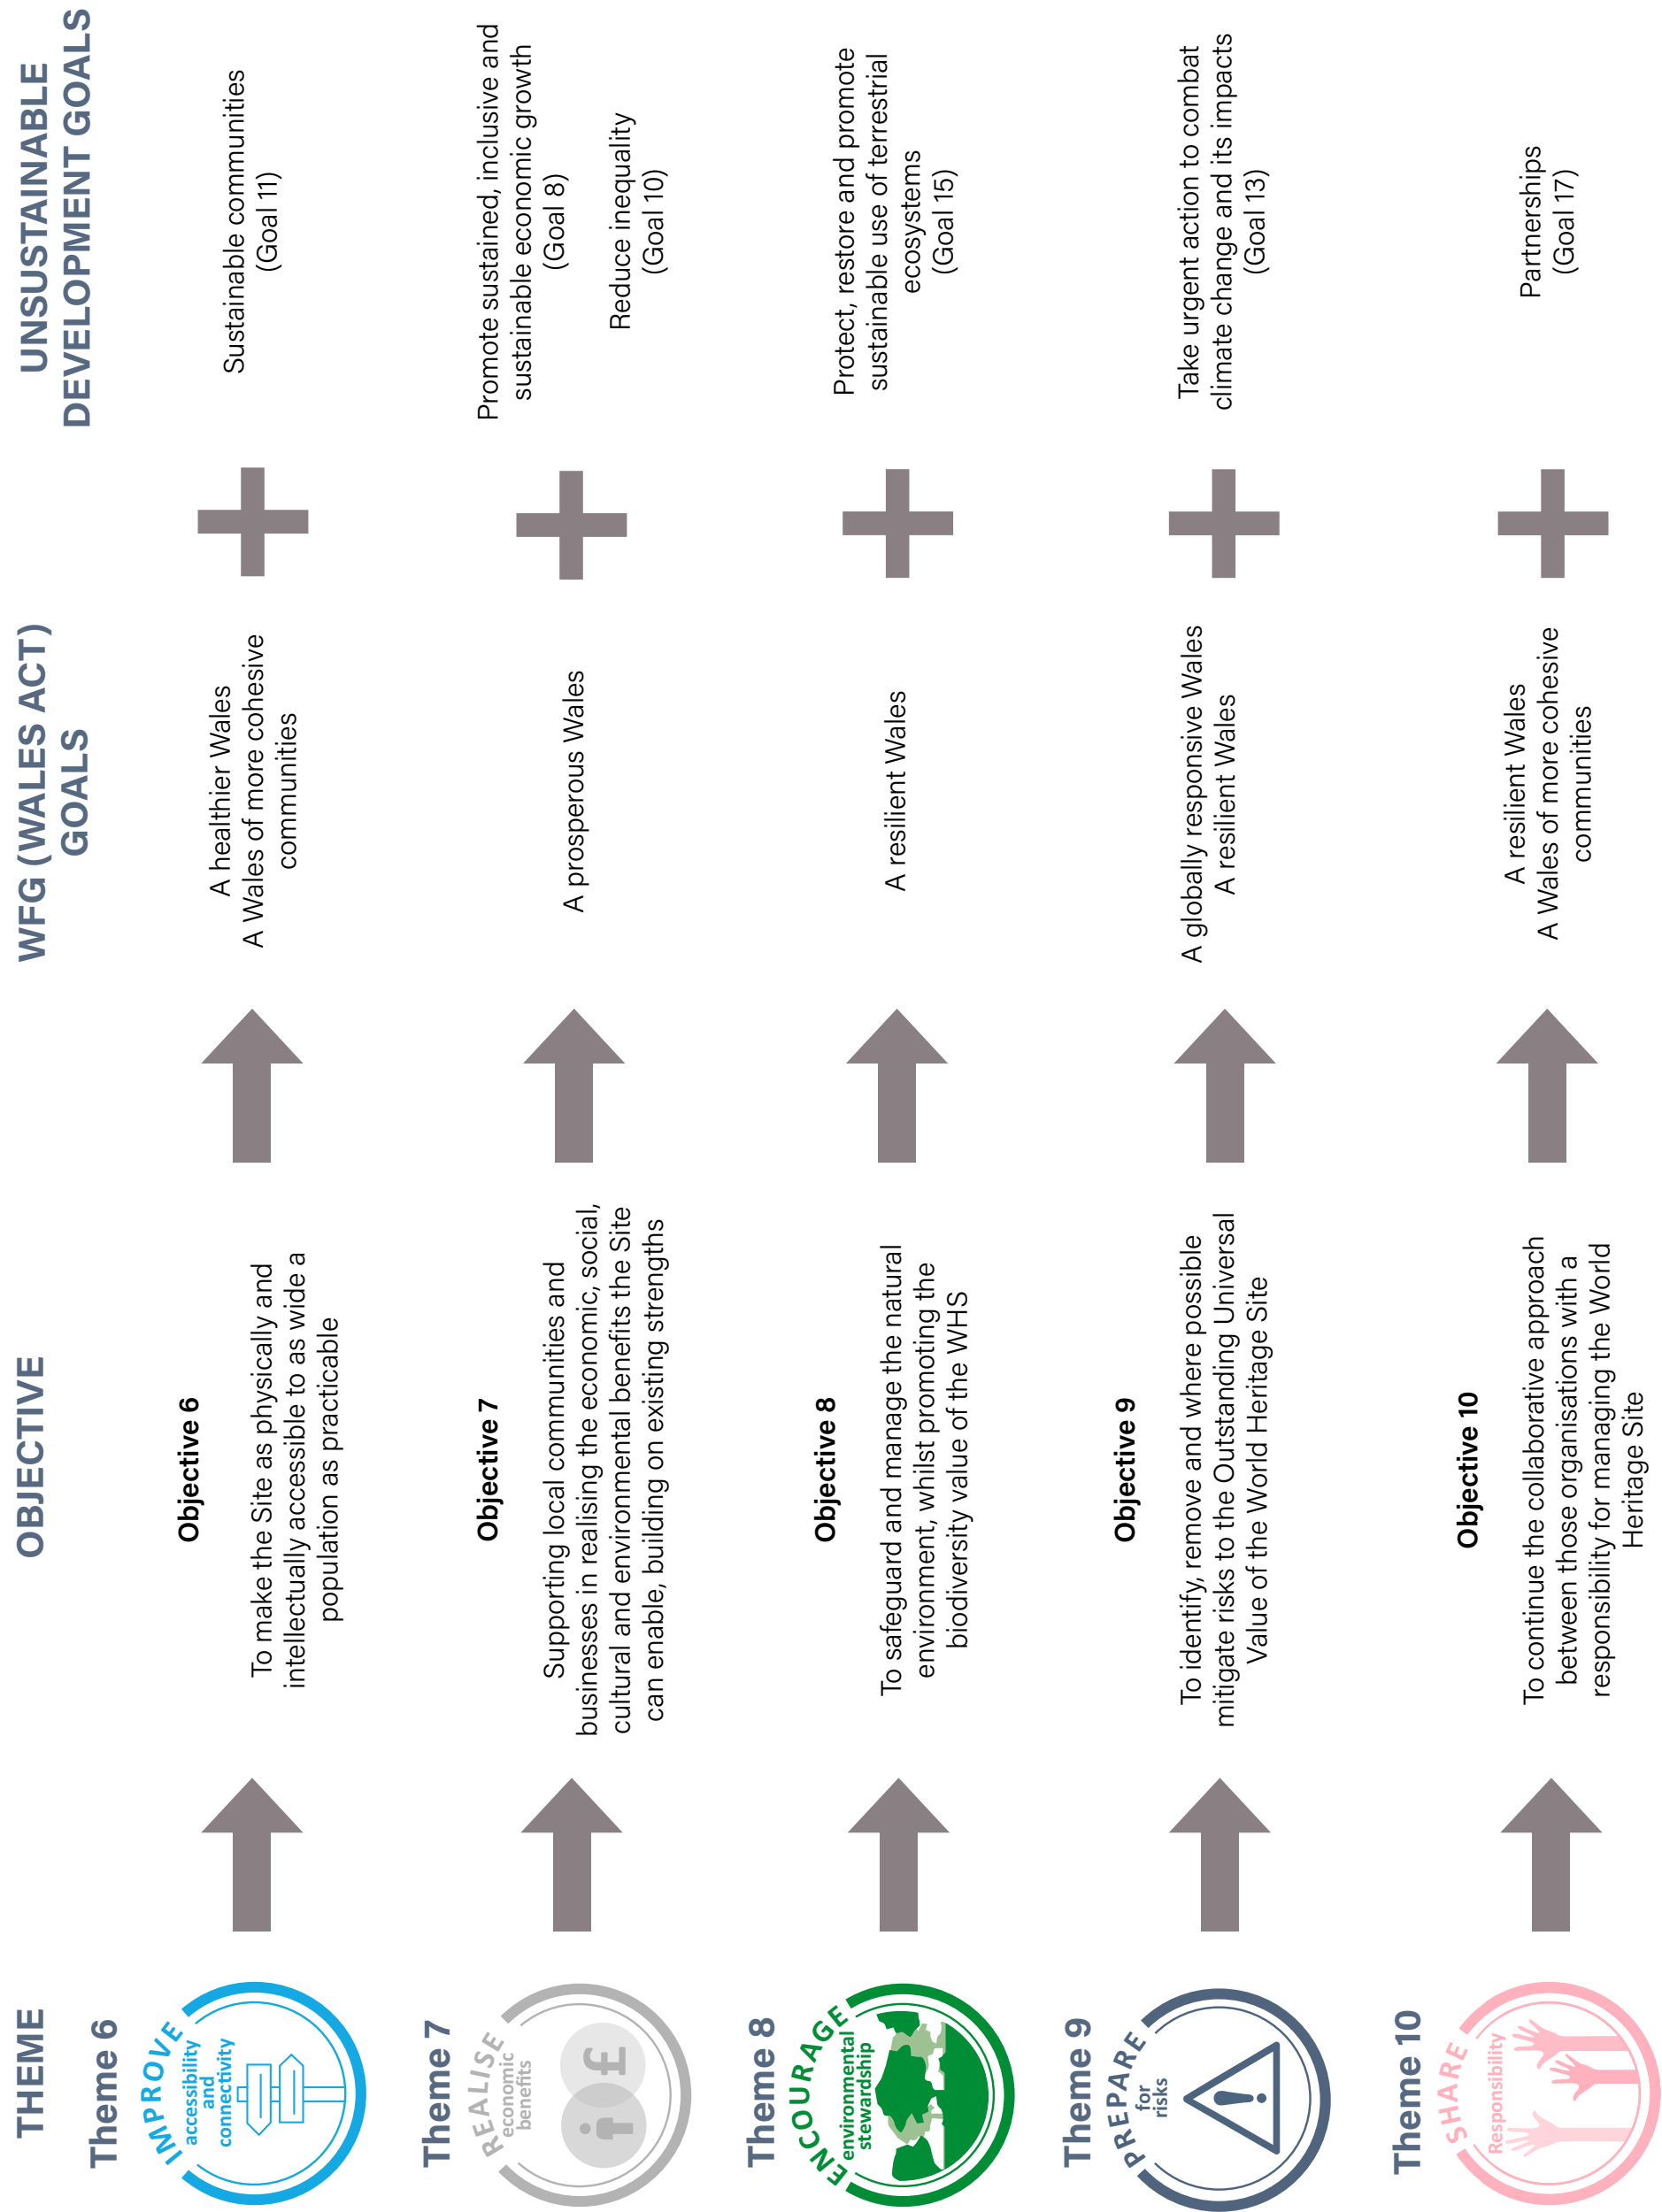 THEME
OBJECTIVE
WFG (WALES ACT)
GOALS
UNSUSTAINABLE
DEVELOPMENT GOALS
Theme 6
IMPROVE
accessibility
and
connectivity
Objective 6
To make the Site as physically and
intellectually accessible to as wide a
population as practicable
A healthier Wales
A Wales of more cohesive
communities
Sustainable communities
(Goal 11)
Theme 7
REALISE
economic
benefits
£
Objective 7
Supporting local communities and
businesses in realising the economic, social,
cultural and environmental benefits the Site
can enable, building on existing strengths
A prosperous Wales
Promote sustained, inclusive and
sustainable economic growth
(Goal 8)
Reduce inequality
(Goal 10)
Theme 8
ENCOURAGE
environmental
stewardship
Objective 8
To safeguard and manage the natural
environment, whilst promoting the
biodiversity value of the WHS
A resilient Wales
Protect, restore and promote
sustainable use of terrestrial
ecosystems
(Goal 15)
Theme 9
PREPARE
for
risks
!
Objective 9
To identify, remove and where possible
mitigate risks to the Outstanding Universal
Value of the World Heritage Site
A globally responsive Wales
A resilient Wales
Take urgent action to combat
climate change and its impacts
(Goal 13)
Theme 10
SHARE
Responsibility
Objective 10
To continue the collaborative approach
between those organisations with a
responsibility for managing the World
Heritage Site
A resilient Wales
A Wales of more cohesive
communities
Partnerships
(Goal 17)